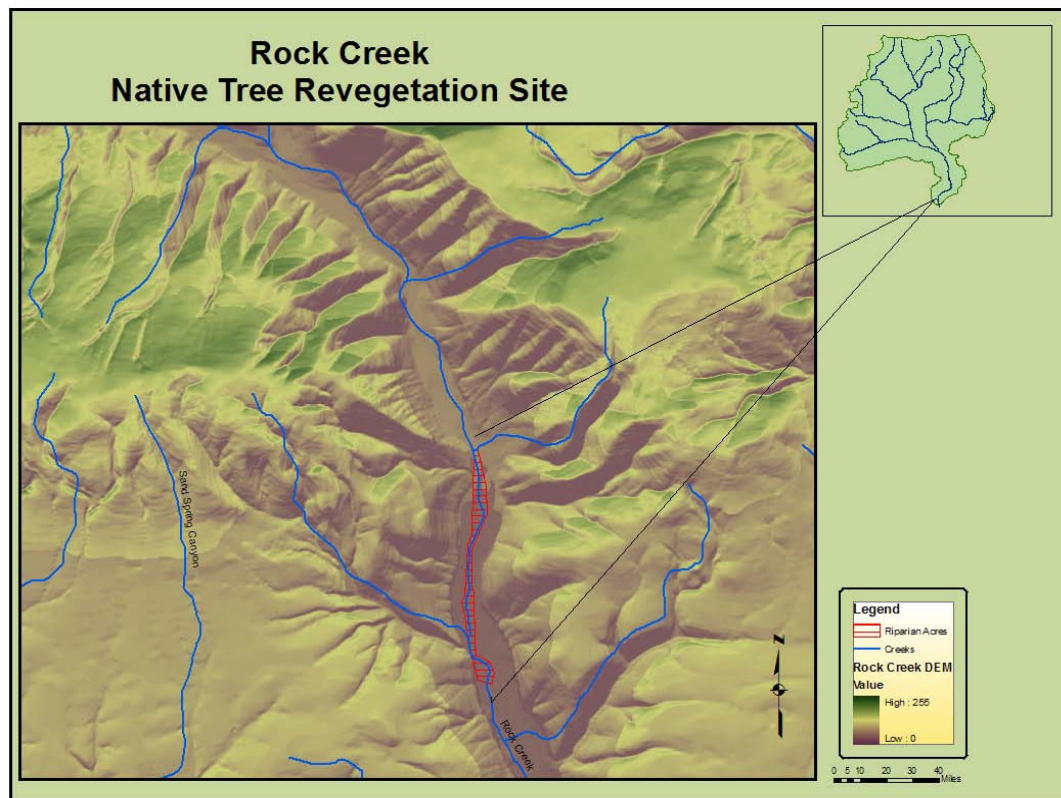 Rock Creek
Native Tree Revegetation Site
Sand Spring Canyon
Rock Creek
N
Legend
Riparian Acres
Creeks
Rock Creek DEM
Value
High : 255
Low : 0
0 5 10 20 30 40
Miles